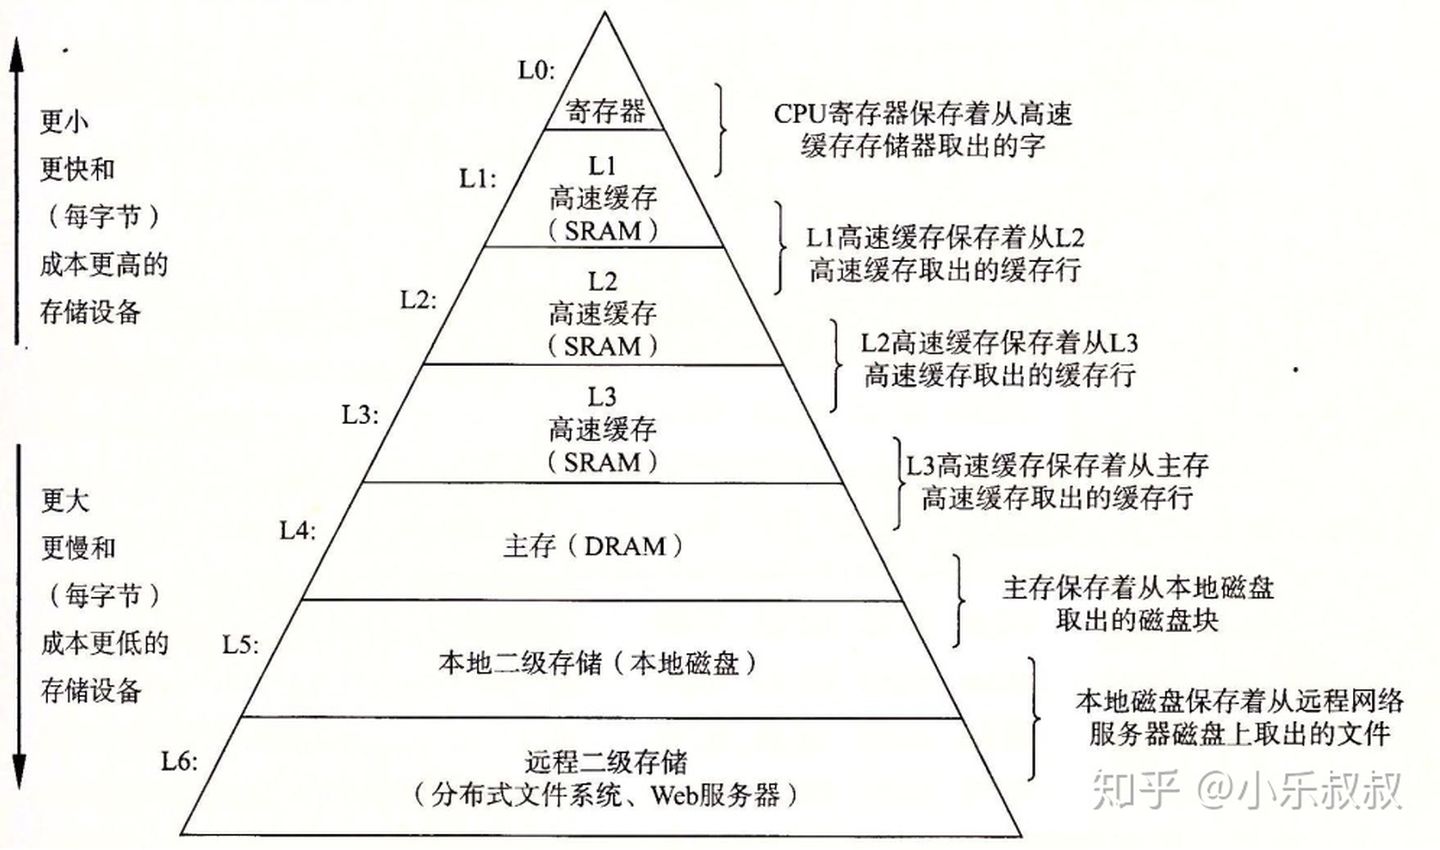 L0:
寄存器
更小
更快和
（每字节）
成本更高的
存储设备
CPU寄存器保存着从高速
缓存存储器取出的字
L1:
L1
高速缓存
（SRAM）
L1高速缓存保存着从L2
高速缓存取出的缓存行
L2:
L2
高速缓存
（SRAM）
L2高速缓存保存着从L3
高速缓存取出的缓存行
L3:
L3
高速缓存
（SRAM）
L3高速缓存保存着从主存
高速缓存取出的缓存行
更大
更慢和
（每字节）
成本更低的
存储设备
L4:
主存（DRAM）
主存保存着从本地磁盘
取出的磁盘块
L5:
本地二级存储（本地磁盘）
本地磁盘保存着从远程网络
服务器磁盘上取出的文件
L6:
远程二级存储
（分布式文件系统、Web服务器）
知乎 @小乐叔叔